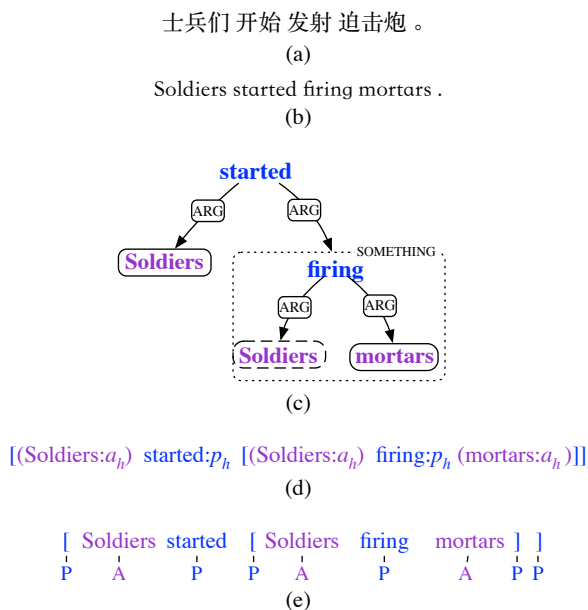 士兵们 开始 发射 迫击炮 。
(a)
Soldiers started firing mortars .
(b)
started
ARG ARG
Soldiers
SOMETHING
firing
ARG ARG
Soldiers mortars
(c)
[(Soldiers:a_h) started:p_h [(Soldiers:a_h) firing:p_h (mortars:a_h)]]
(d)
[ Soldiers started [ Soldiers firing mortars ] ]
P A P P A P A P P
(e)